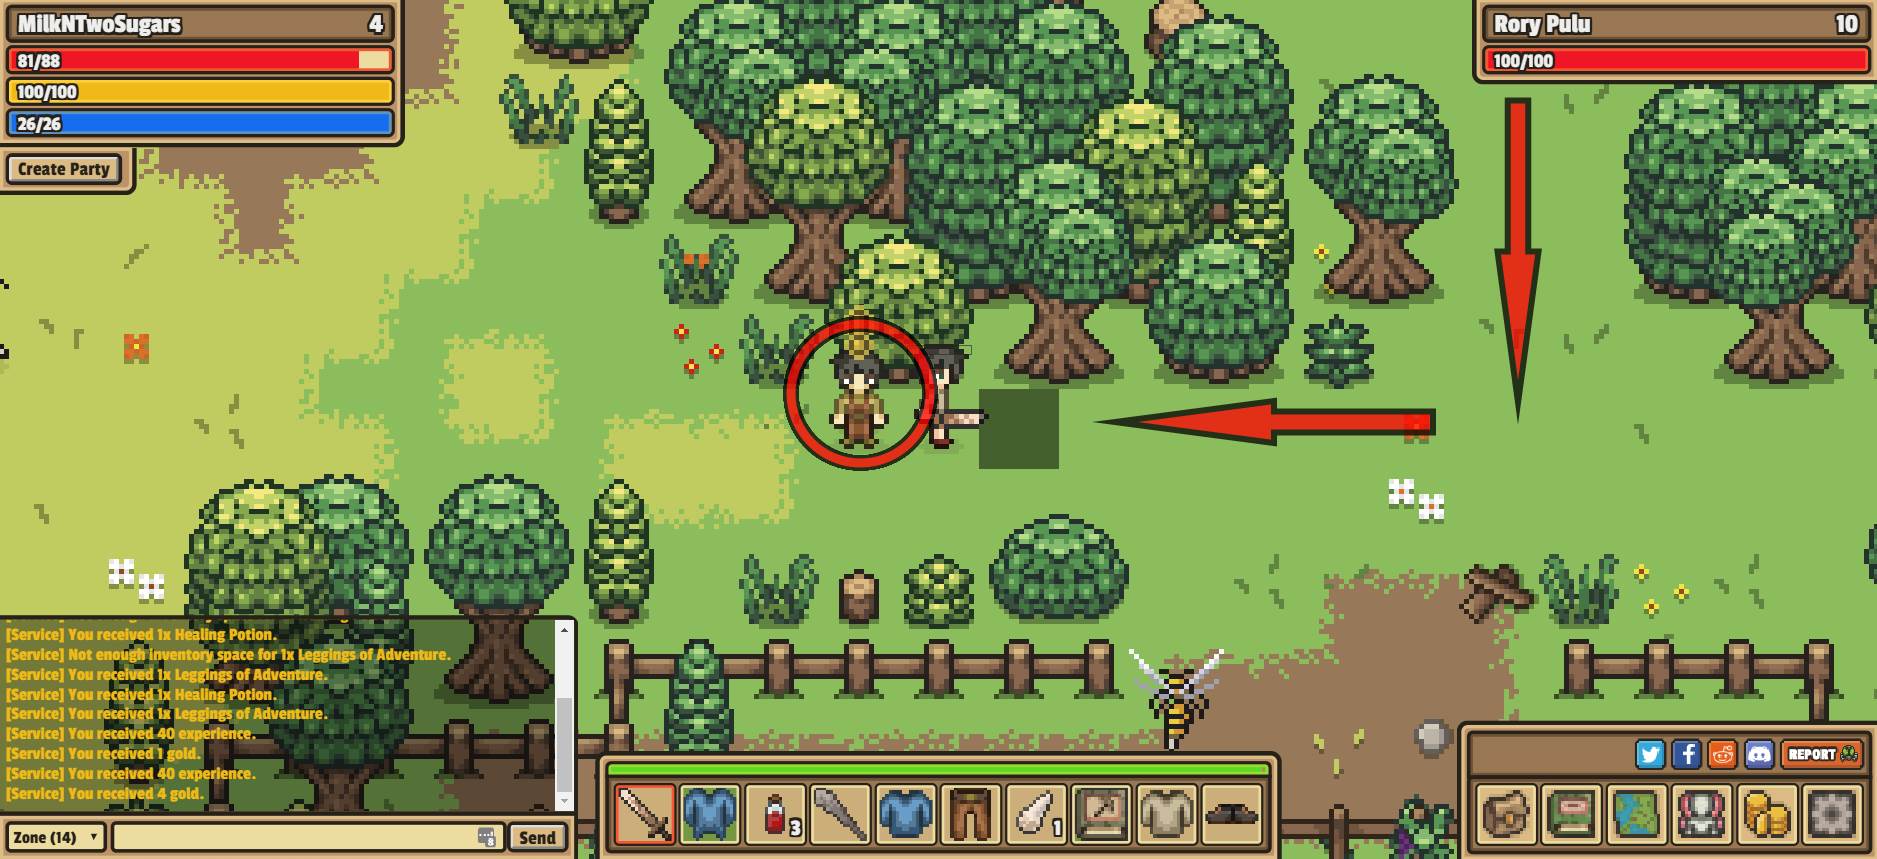 MilkNTwoSugars 4
81/88
100/100
26/26
Create Party
Rory Pulu 10
100/100
[Service] You received 1x Healing Potion.
[Service] Not enough inventory space for 1x Leggings of Adventure.
[Service] You received 1x Leggings of Adventure.
[Service] You received 1x Healing Potion.
[Service] You received 1x Leggings of Adventure.
[Service] You received 40 experience.
[Service] You received 1 gold.
[Service] You received 40 experience.
[Service] You received 4 gold.
Zone (14)
Send
3
1
REPORT